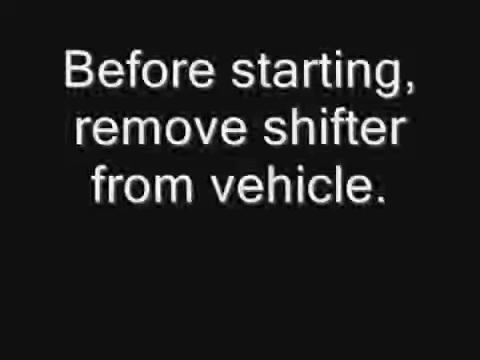 Before starting,
remove shifter
from vehicle.